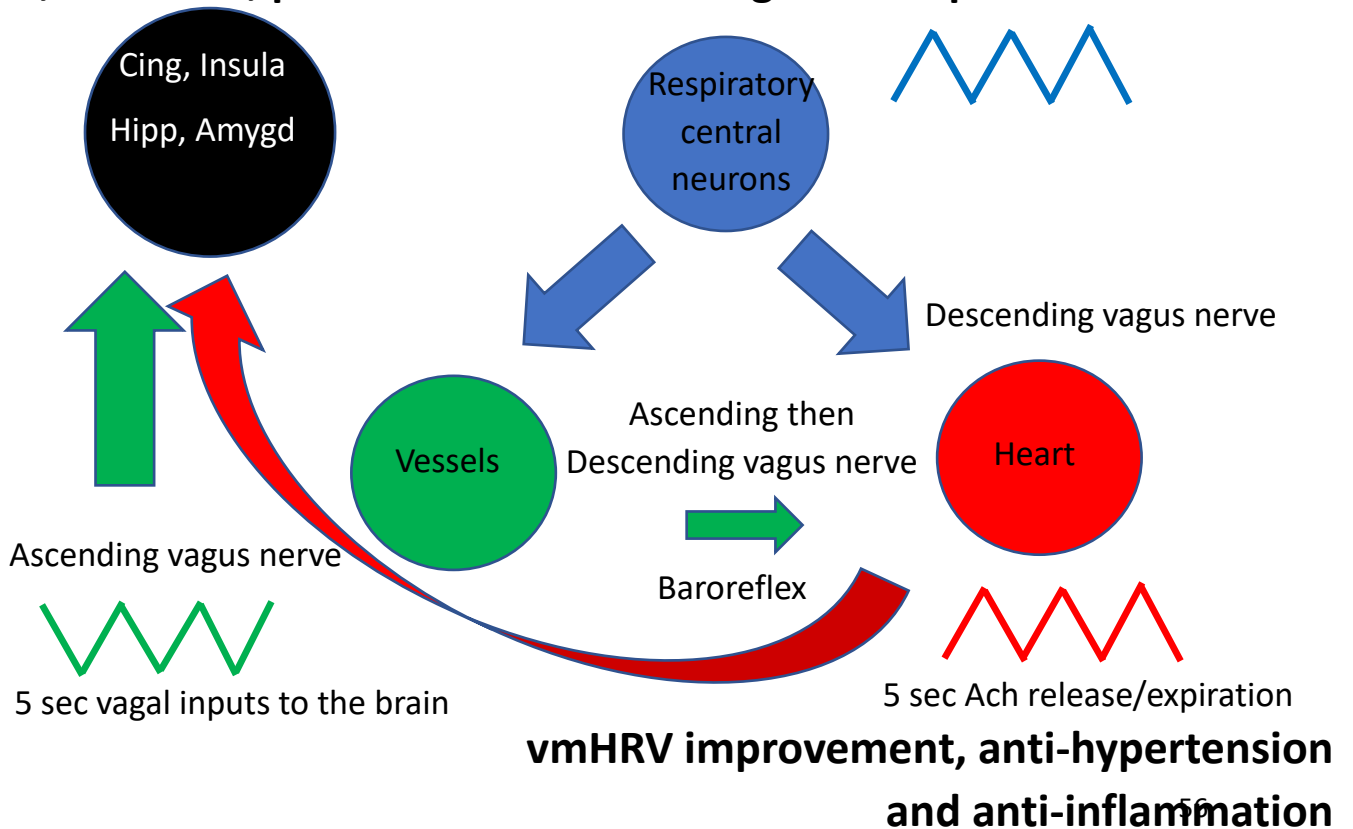 Cing, Insula
Hipp, Amygd
Respiratory
central
neurons
Descending vagus nerve
Ascending then
Descending vagus nerve
Vessels
Heart
Baroreflex
Ascending vagus nerve
5 sec vagal inputs to the brain
5 sec Ach release/expiration
vmHRV improvement, anti-hypertension
and anti-inflammation
56